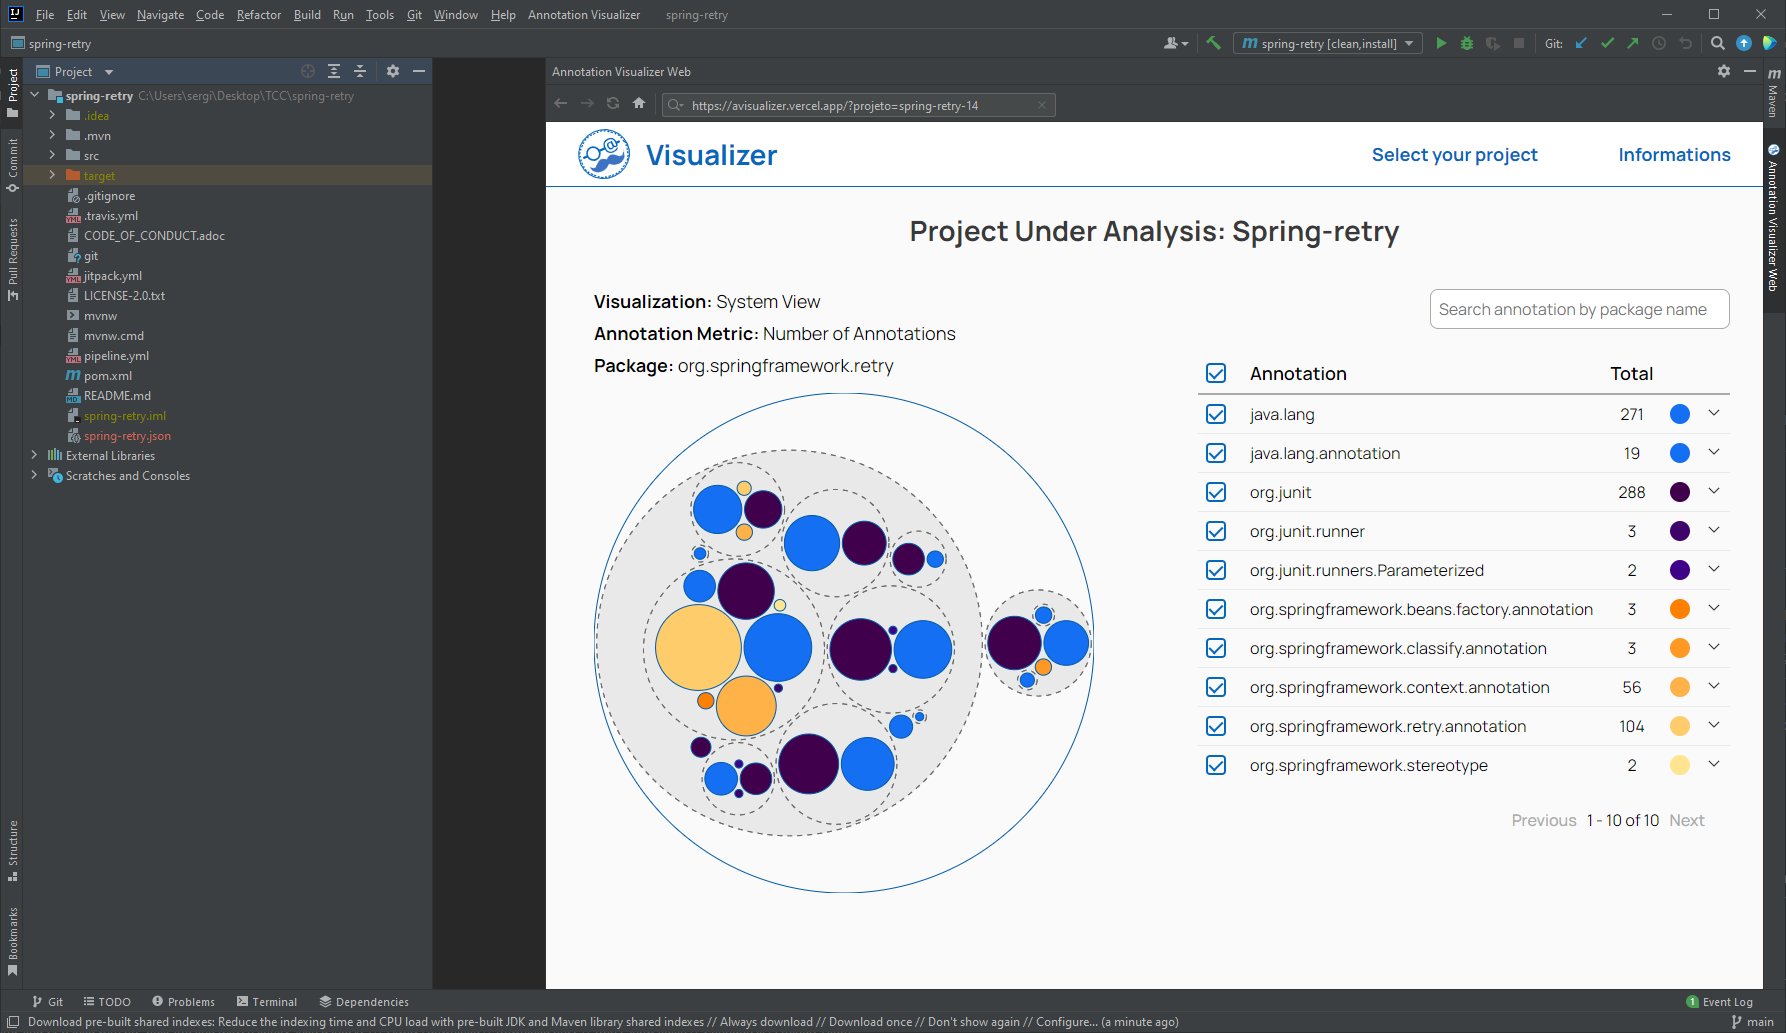 File Edit View Navigate Code Refactor Build Run Tools Git Window Help Annotation Visualizer spring-retry
spring-retry
spring-retry [clean,install]
Git:
Project
Annotation Visualizer Web
https://avisualizer.vercel.app/?projeto=spring-retry-14
Project
Commit
Pull Requests
Structure
Bookmarks
spring-retry C:\Users\sergi\Desktop\TCC\spring-retry
.idea
.mvn
src
target
.gitignore
.travis.yml
CODE_OF_CONDUCT.adoc
git
jitpack.yml
LICENSE-2.0.txt
mvnw
mvnw.cmd
pipeline.yml
pom.xml
README.md
spring-retry.iml
spring-retry.json
External Libraries
Scratches and Consoles
Visualizer
Select your project
Informations
Project Under Analysis: Spring-retry
Visualization: System View
Annotation Metric: Number of Annotations
Package: org.springframework.retry
Search annotation by package name
Annotation Total
java.lang 271
java.lang.annotation 19
org.junit 288
org.junit.runner 3
org.junit.runners.Parameterized 2
org.springframework.beans.factory.annotation 3
org.springframework.classify.annotation 3
org.springframework.context.annotation 56
org.springframework.retry.annotation 104
org.springframework.stereotype 2
Previous 1 - 10 of 10 Next
Maven
Annotation Visualizer Web
Git TODO Problems Terminal Dependencies
1 Event Log
Download pre-built shared indexes: Reduce the indexing time and CPU load with pre-built JDK and Maven library shared indexes // Always download // Download once // Don't show again // Configure... (a minute ago)
main